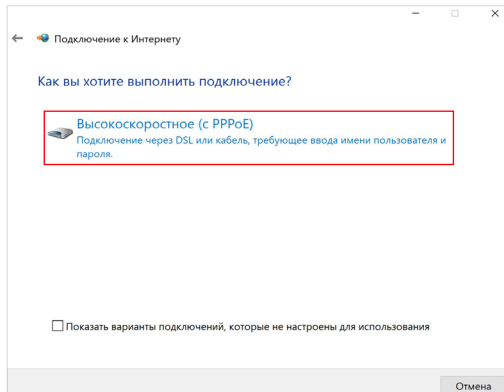 Подключение к Интернету
Как вы хотите выполнить подключение?
Высокоскоростное (с PPPoE)
Подключение через DSL или кабель, требующее ввода имени пользователя и
пароля.
Показать варианты подключений, которые не настроены для использования
Отмена